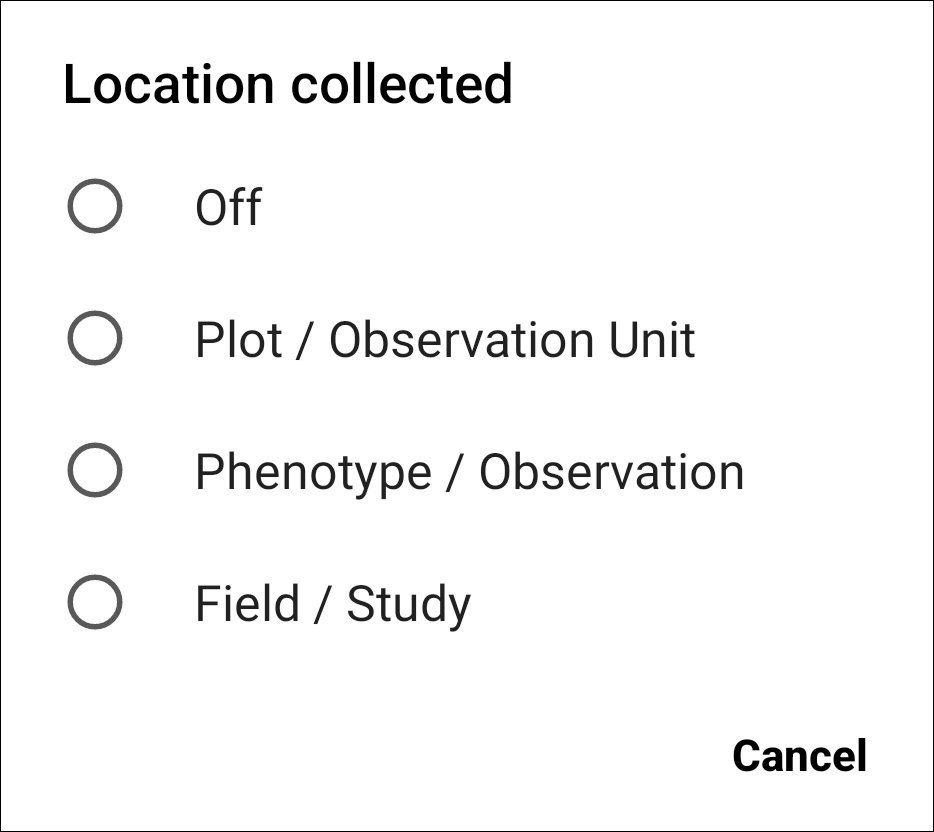 Location collected
Off
Plot / Observation Unit
Phenotype / Observation
Field / Study
Cancel